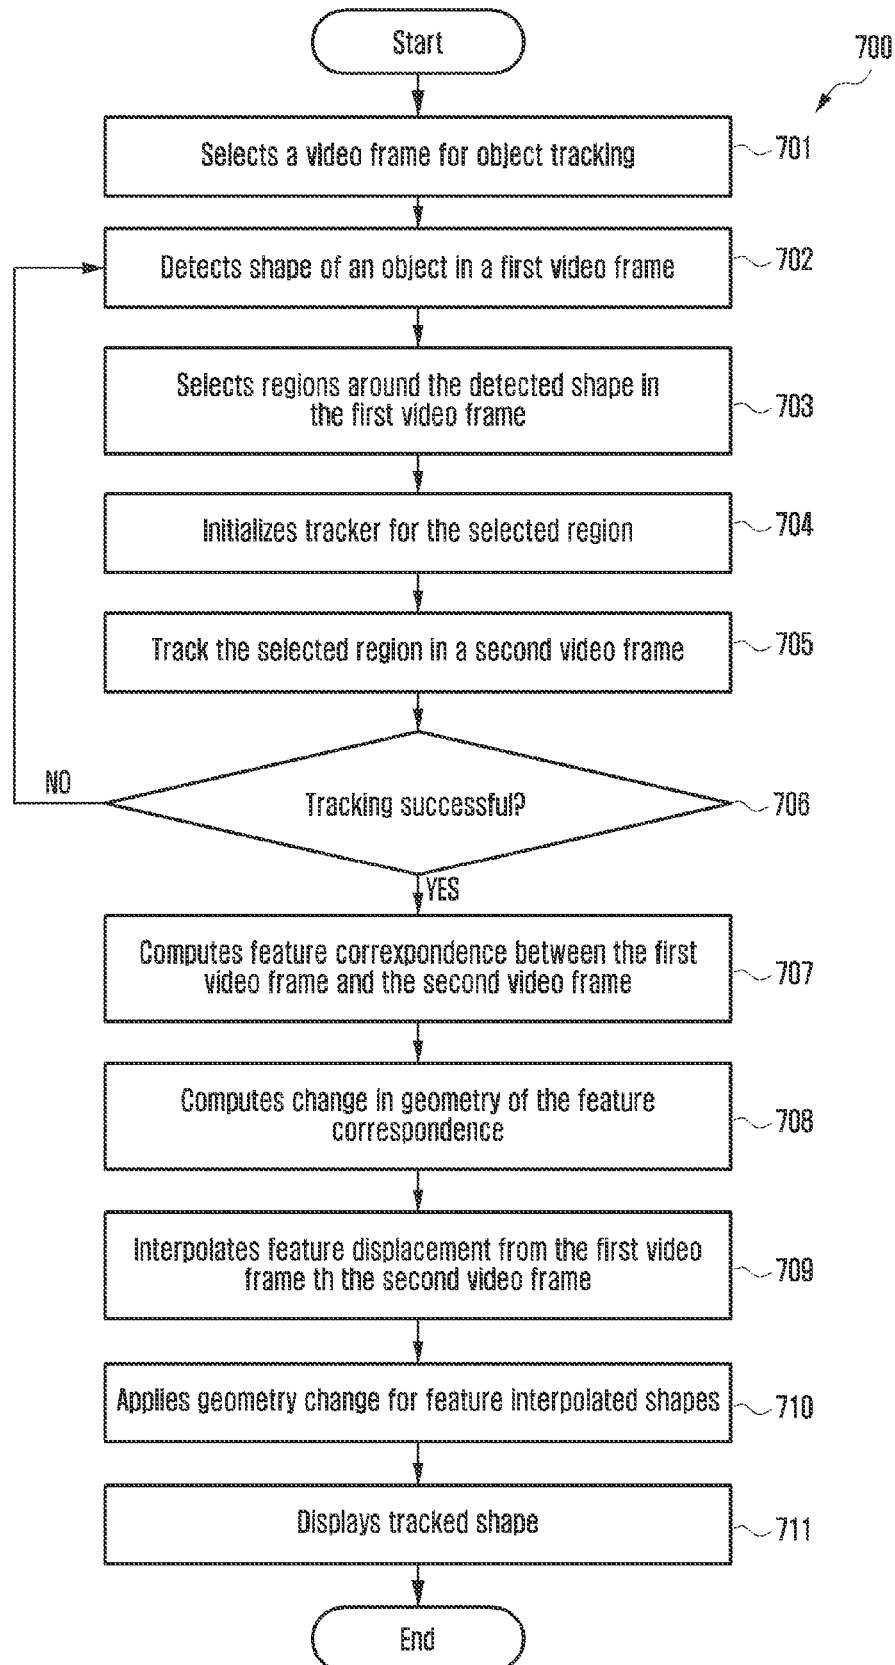 Start
700
Selects a video frame for object tracking
701
Detects shape of an object in a first video frame
702
Selects regions around the detected shape in
the first video frame
703
Initializes tracker for the selected region
704
Track the selected region in a second video frame
705
Tracking successful?
706
NO
YES
Computes feature correxpondence between the first
video frame and the second video frame
707
Computes change in geometry of the feature
correspondence
708
Interpolates feature displacement from the first video
frame th the second video frame
709
Applies geometry change for feature interpolated shapes
710
Displays tracked shape
711
End